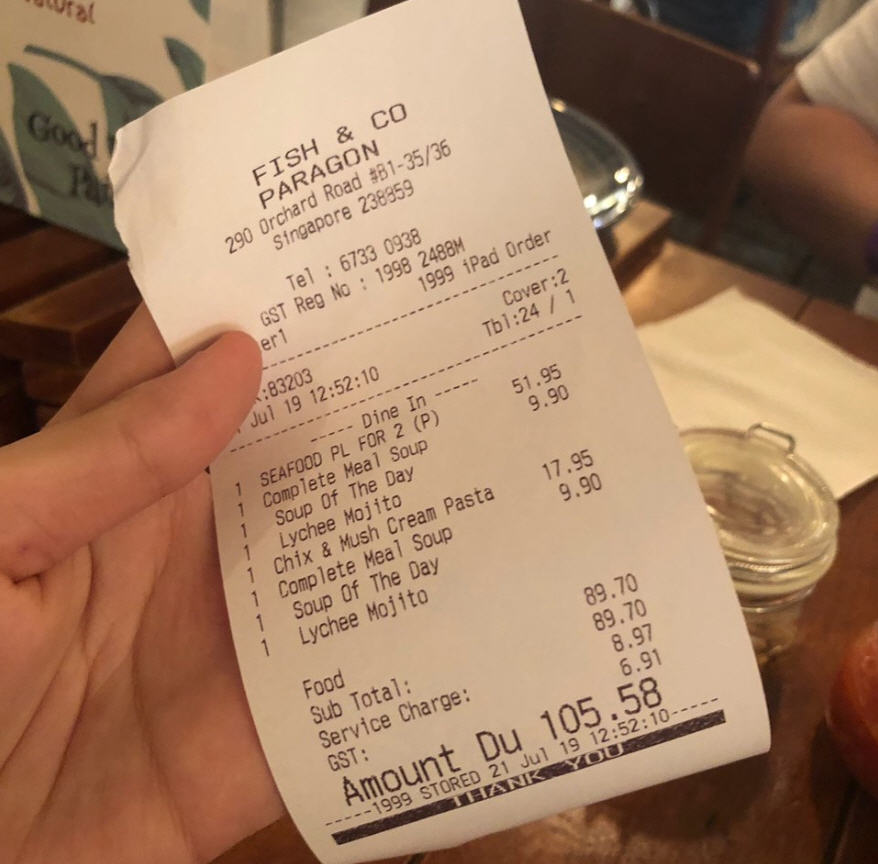 atural
Good
FISH & CO
PARAGON
290 Orchard Road #B1-35/36
Singapore 238859
Tel : 6733 0938
GST Reg No : 1998 2488M
1999 iPad Order
er1 Cover:2
Tbl:24 / 1
:83203
Jul 19 12:52:10
----- Dine In -----
1 SEAFOOD PL FOR 2 (P) 51.95
1 Complete Meal Soup 9.90
1 Soup Of The Day
1 Lychee Mojito
1 Chix & Mush Cream Pasta 17.95
1 Complete Meal Soup 9.90
1 Soup Of The Day
1 Lychee Mojito
Food 89.70
Sub Total: 89.70
Service Charge: 8.97
GST: 6.91
Amount Du 105.58
-----1999 STORED 21 Jul 19 12:52:10-----
THANK YOU